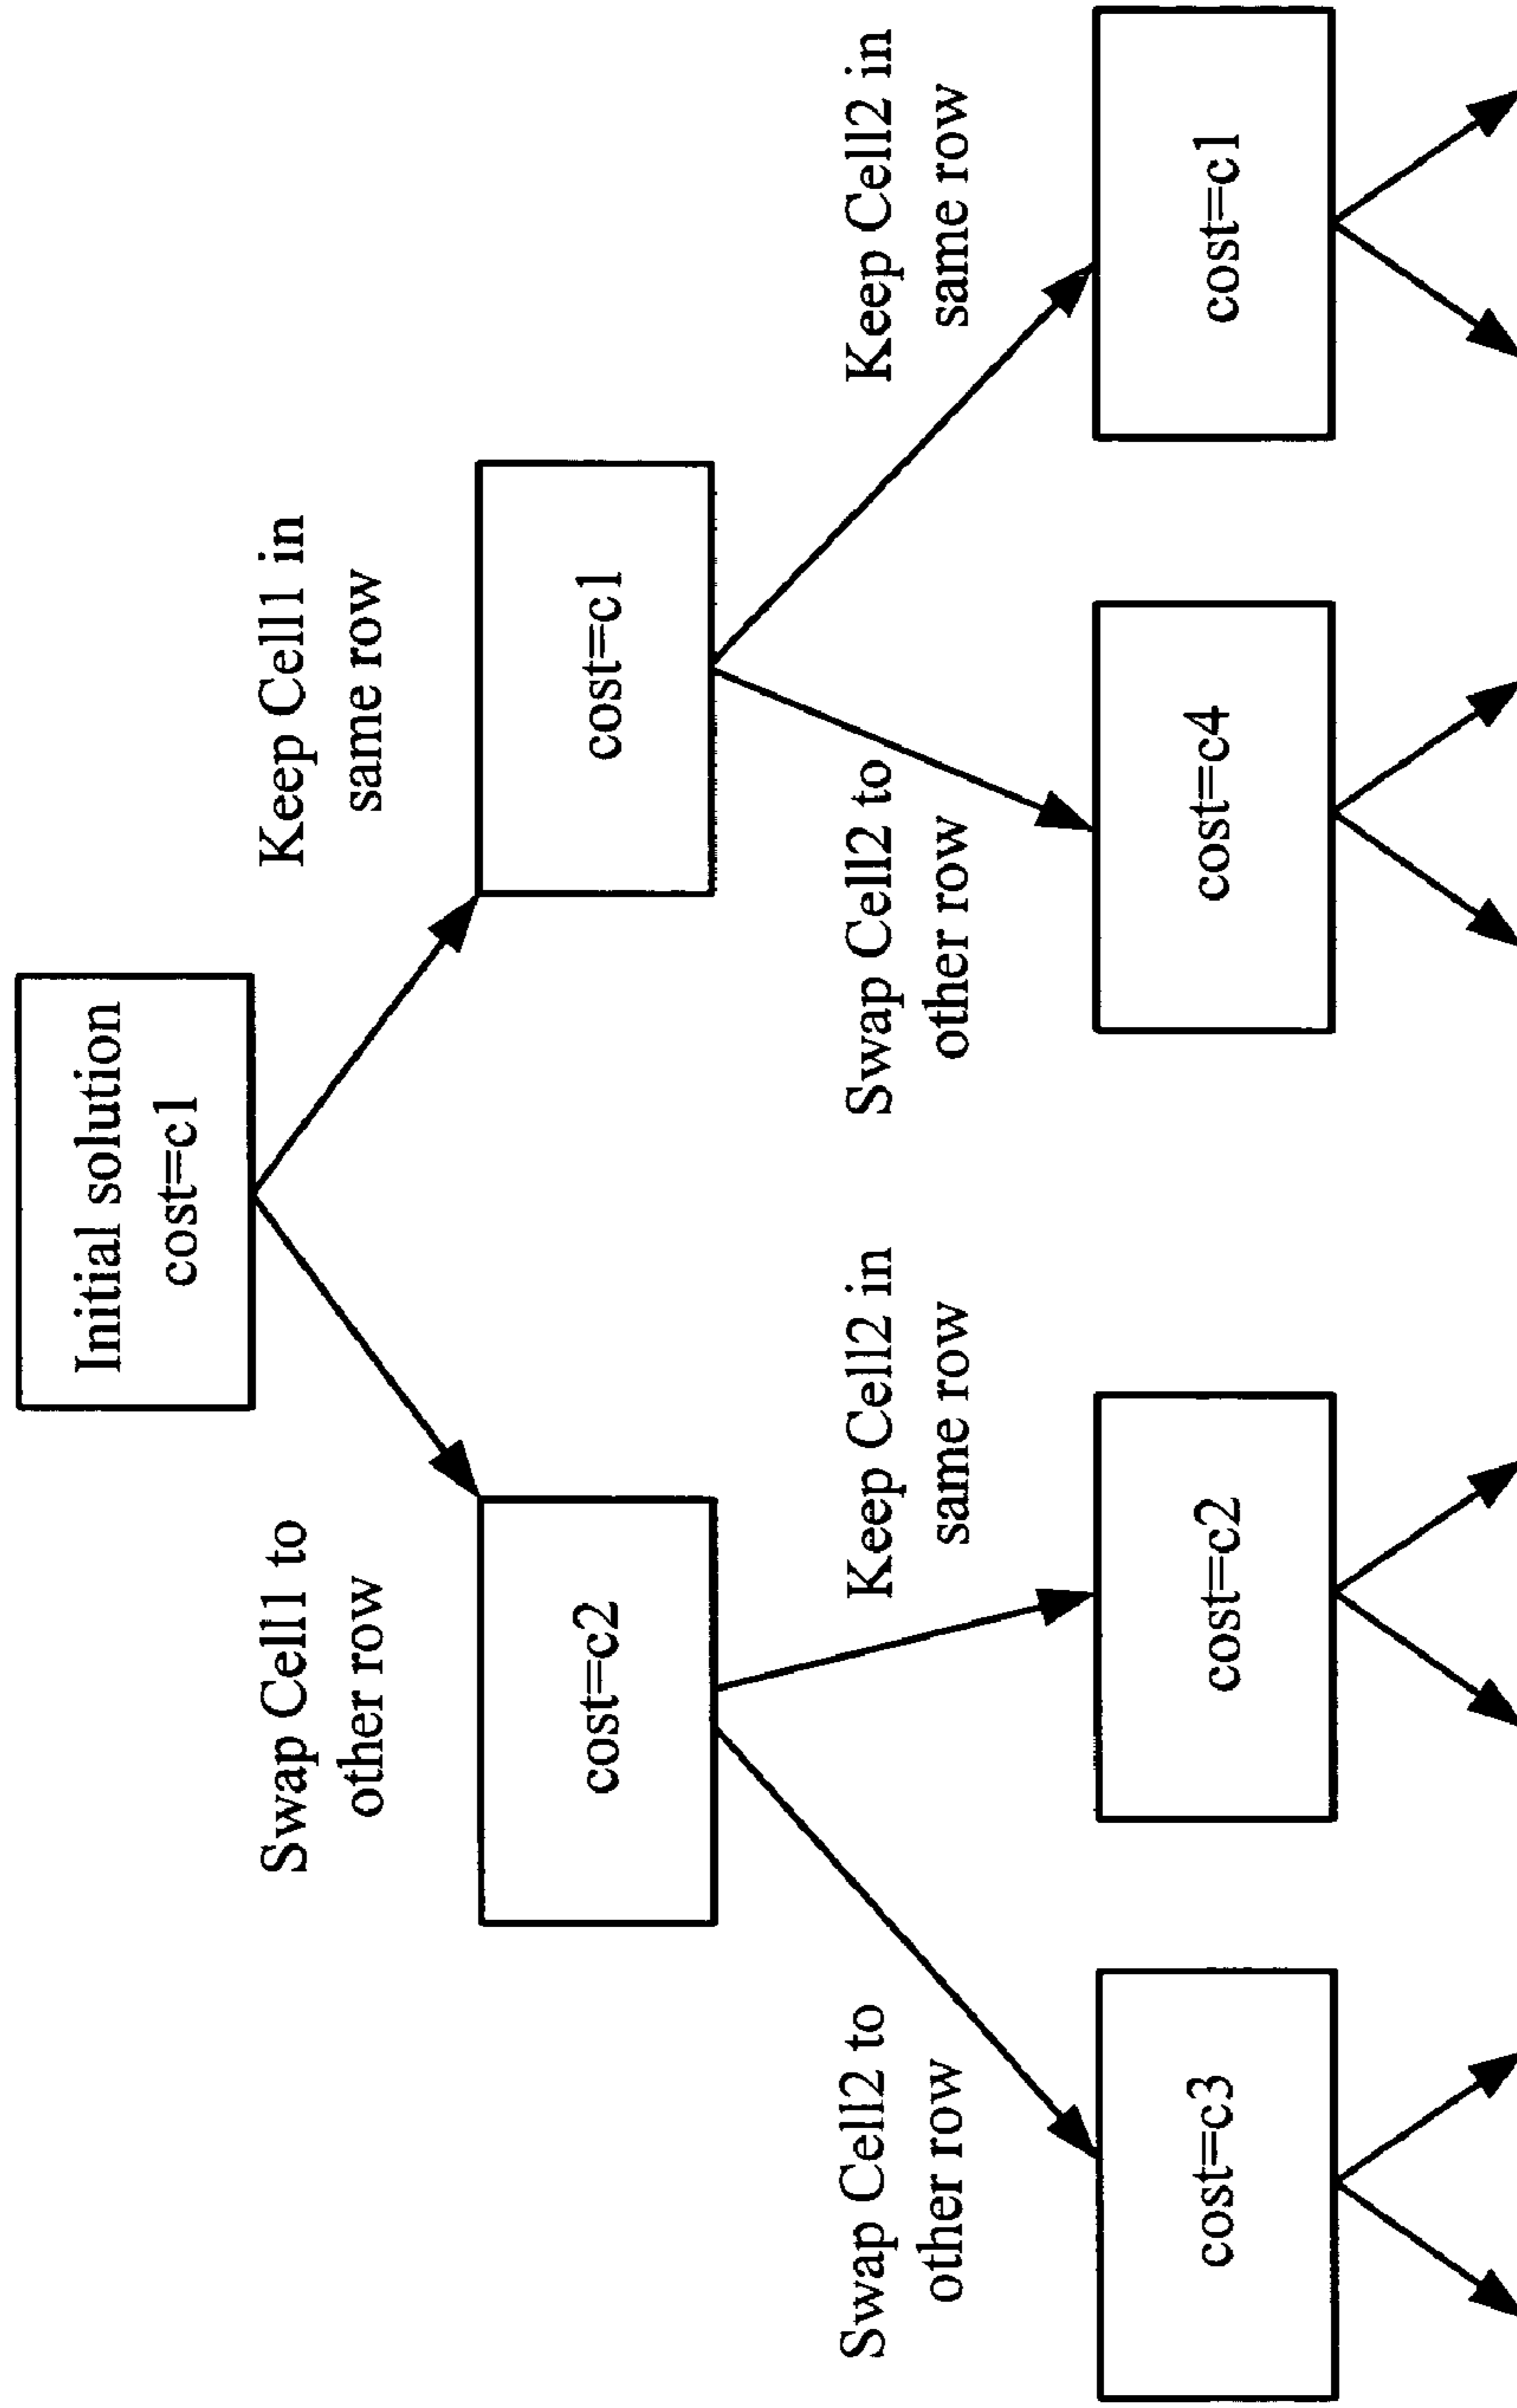 Initial solution
cost=c1
Swap Cell1 to
other row
Keep Cell1 in
same row
cost=c2
cost=c1
Swap Cell2 to
other row
Keep Cell2 in
same row
Swap Cell2 to
other row
Keep Cell2 in
same row
cost=c3
cost=c2
cost=c4
cost=c1